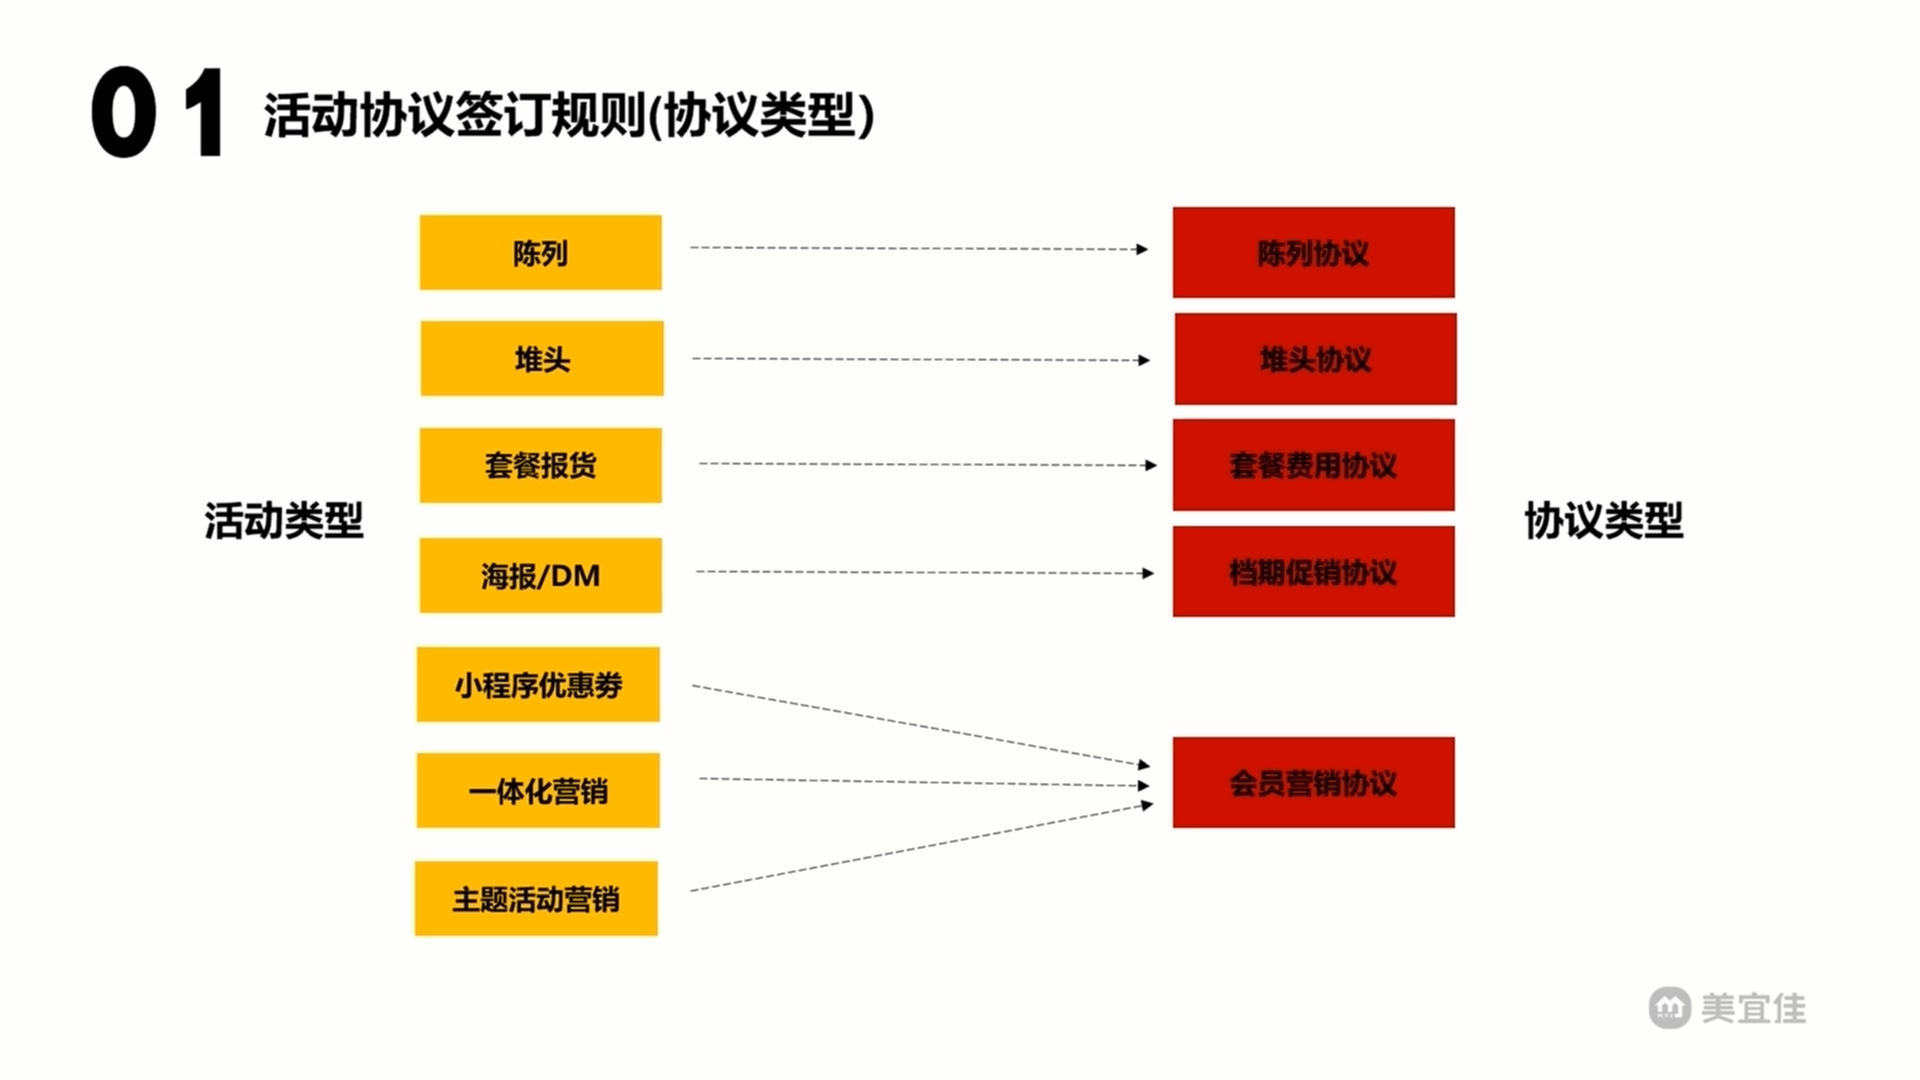 01 活动协议签订规则(协议类型)
陈列
陈列协议
堆头
堆头协议
套餐报货
套餐费用协议
活动类型
协议类型
海报/DM
档期促销协议
小程序优惠劵
一体化营销
会员营销协议
主题活动营销
美宜佳